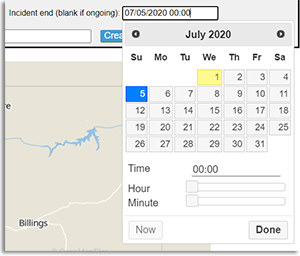 Incident end (blank if ongoing): 07/05/2020 00:00
Crea
July 2020
Su Mo Tu We Th Fr Sa
1 2 3 4
5 6 7 8 9 10 11
12 13 14 15 16 17 18
19 20 21 22 23 24 25
26 27 28 29 30 31
re
Time 00:00
Hour
Minute
Billings
Now Done